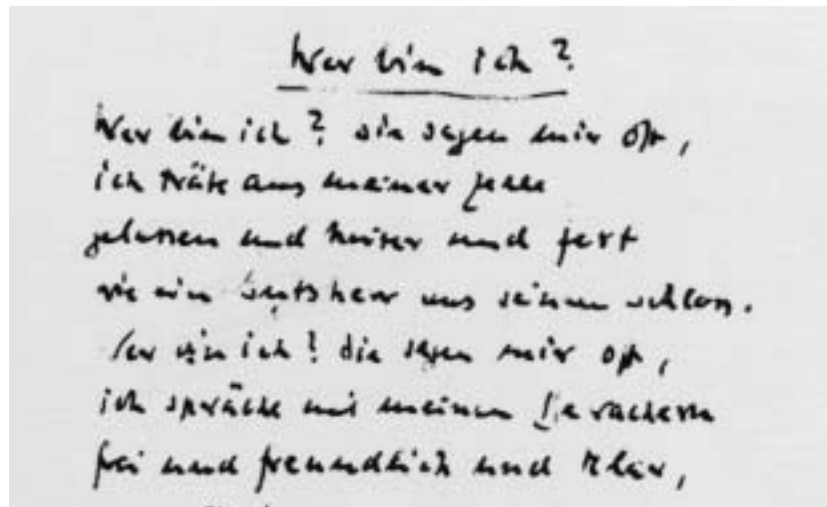 Wer bin ich?
Wer bin ich? Sie sagen mir oft,
ich träte aus meiner Zelle
gelassen und heiter und fest
wie ein Gutsherr aus seinem Schloss.
Wer bin ich? Sie sagen mir oft,
ich spräche mit meinen Bewachern
frei und freundlich und klar,